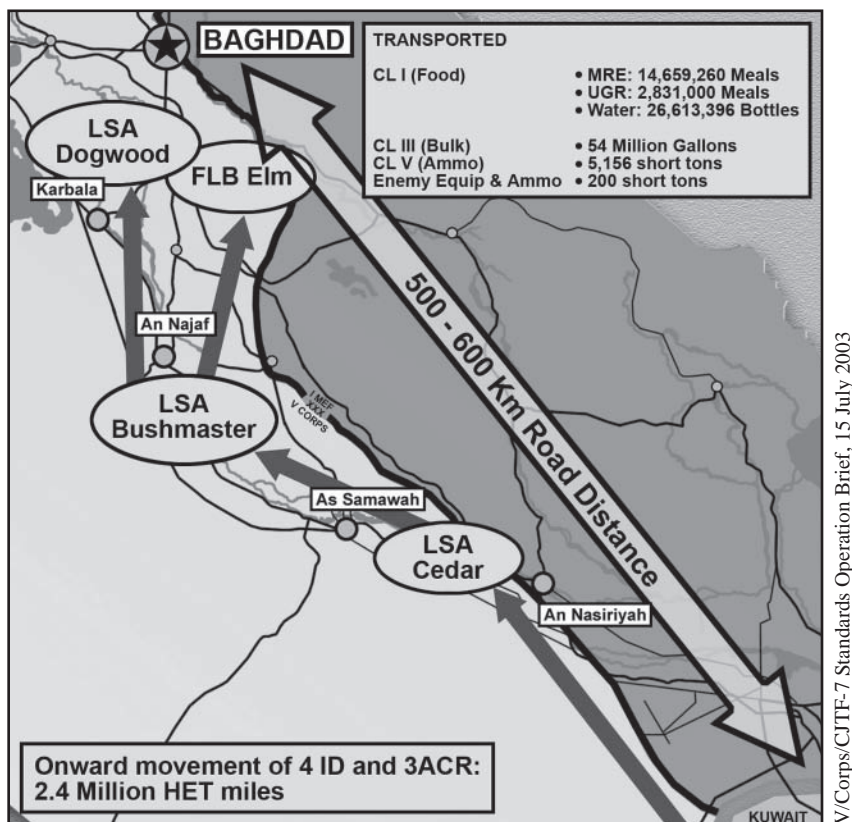 BAGHDAD
TRANSPORTED
CL I (Food)
• MRE: 14,659,260 Meals
• UGR: 2,831,000 Meals
• Water: 26,613,396 Bottles
CL III (Bulk)
• 54 Million Gallons
CL V (Ammo)
• 5,156 short tons
Enemy Equip & Ammo
• 200 short tons
LSA
Dogwood
Karbala
FLB Elm
500 - 600 Km Road Distance
An Najaf
LSA
Bushmaster
I MEF
XXX
V CORPS
As Samawah
LSA
Cedar
An Nasiriyah
Onward movement of 4 ID and 3ACR:
2.4 Million HET miles
KUWAIT
V/Corps/CJTF-7 Standards Operation Brief, 15 July 2003